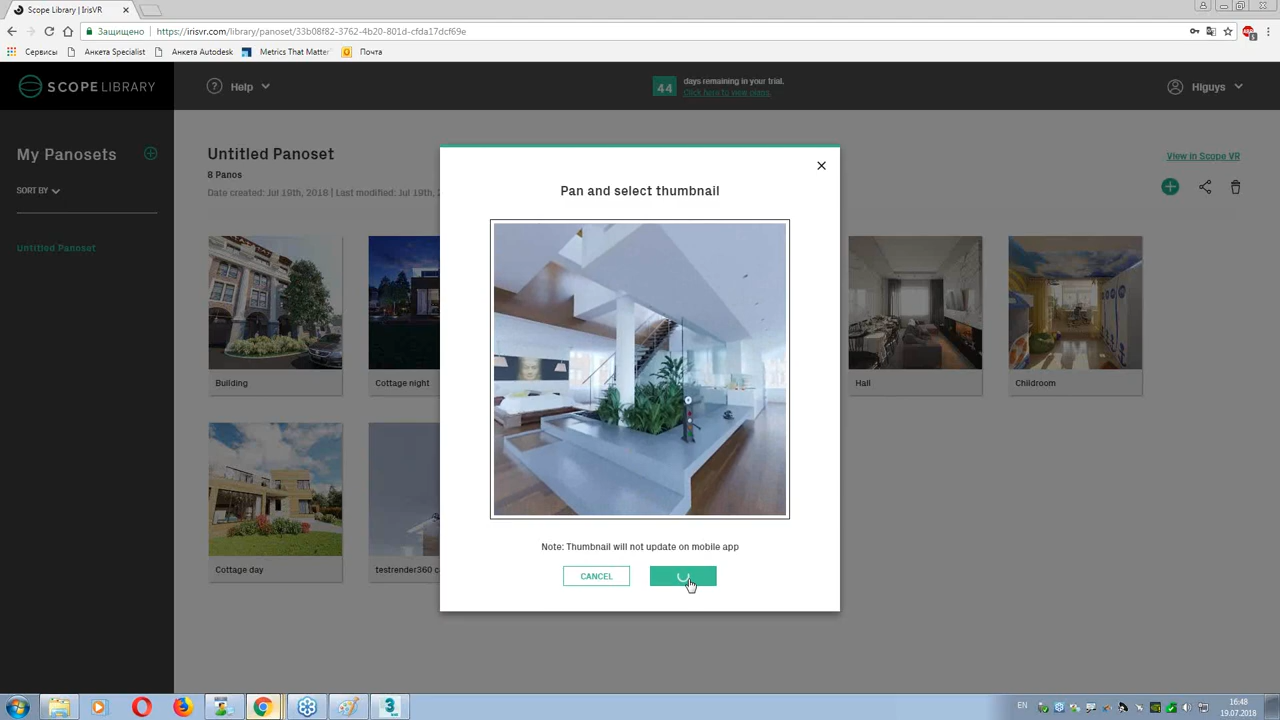 Scope Library | IrisVR
Защищено | https://irisvr.com/library/panoset/33b08f82-3762-4b20-801d-cfda17dcf69e
Сервисы Анкета Specialist Анкета Autodesk Metrics That Matter Почта
SCOPE LIBRARY
Help
44
days remaining in your trial.
Click here to view plans.
Higuys
My Panosets
SORT BY
Untitled Panoset
Untitled Panoset
8 Panos
Date created: Jul 19th, 2018 | Last modified: Jul 19th, 2
View in Scope VR
Building
Cottage night
Hall
Childroom
Cottage day
testrender360
Pan and select thumbnail
Note: Thumbnail will not update on mobile app
CANCEL
EN
16:48
19.07.2018